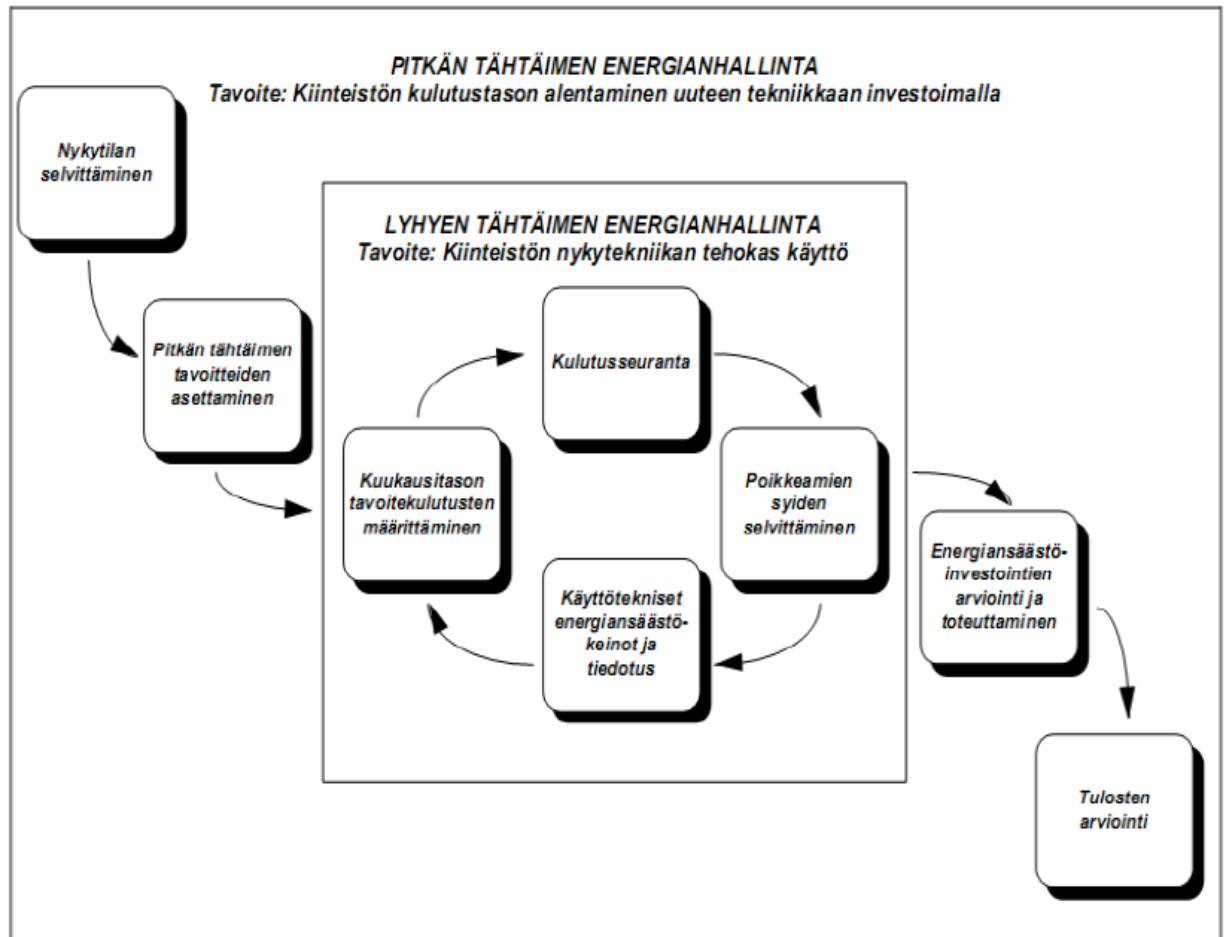 PITKÄN TÄHTÄIMEN ENERGIANHALLINTA
Tavoite: Kiinteistön kulutustason alentaminen uuteen tekniikkaan investoimalla
Nykytilan
selvittäminen
Pitkän tähtäimen
tavoitteiden
asettaminen
LYHYEN TÄHTÄIMEN ENERGIANHALLINTA
Tavoite: Kiinteistön nykytekniikan tehokas käyttö
Kulutusseuranta
Kuukausitason
tavoitekulutusten
määrittäminen
Poikkeamien
syiden
selvittäminen
Käyttötekniset
energiansäästö-
keinot ja
tiedotus
Energiansäästö-
investointien
arviointi ja
toteuttaminen
Tulosten
arviointi